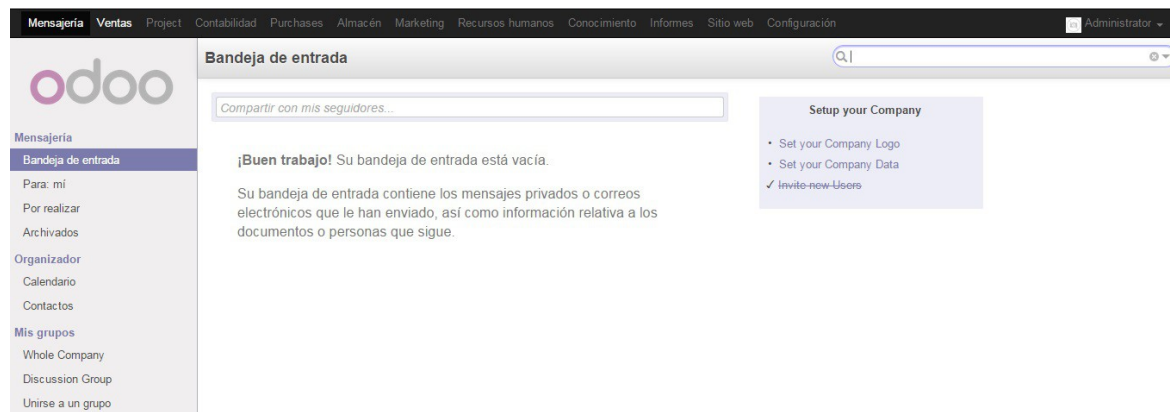 Mensajería Ventas Project Contabilidad Purchases Almacén Marketing Recursos humanos Conocimiento Informes Sitio web Configuración Administrator
odoo
Bandeja de entrada
Compartir con mis seguidores...
Setup your Company
Mensajería
Set your Company Logo
Bandeja de entrada
¡Buen trabajo! Su bandeja de entrada está vacía.
Set your Company Data
Para: mí
Invite new Users
Su bandeja de entrada contiene los mensajes privados o correos
electrónicos que le han enviado, así como información relativa a los
documentos o personas que sigue.
Por realizar
Archivados
Organizador
Calendario
Contactos
Mis grupos
Whole Company
Discussion Group
Unirse a un grupo